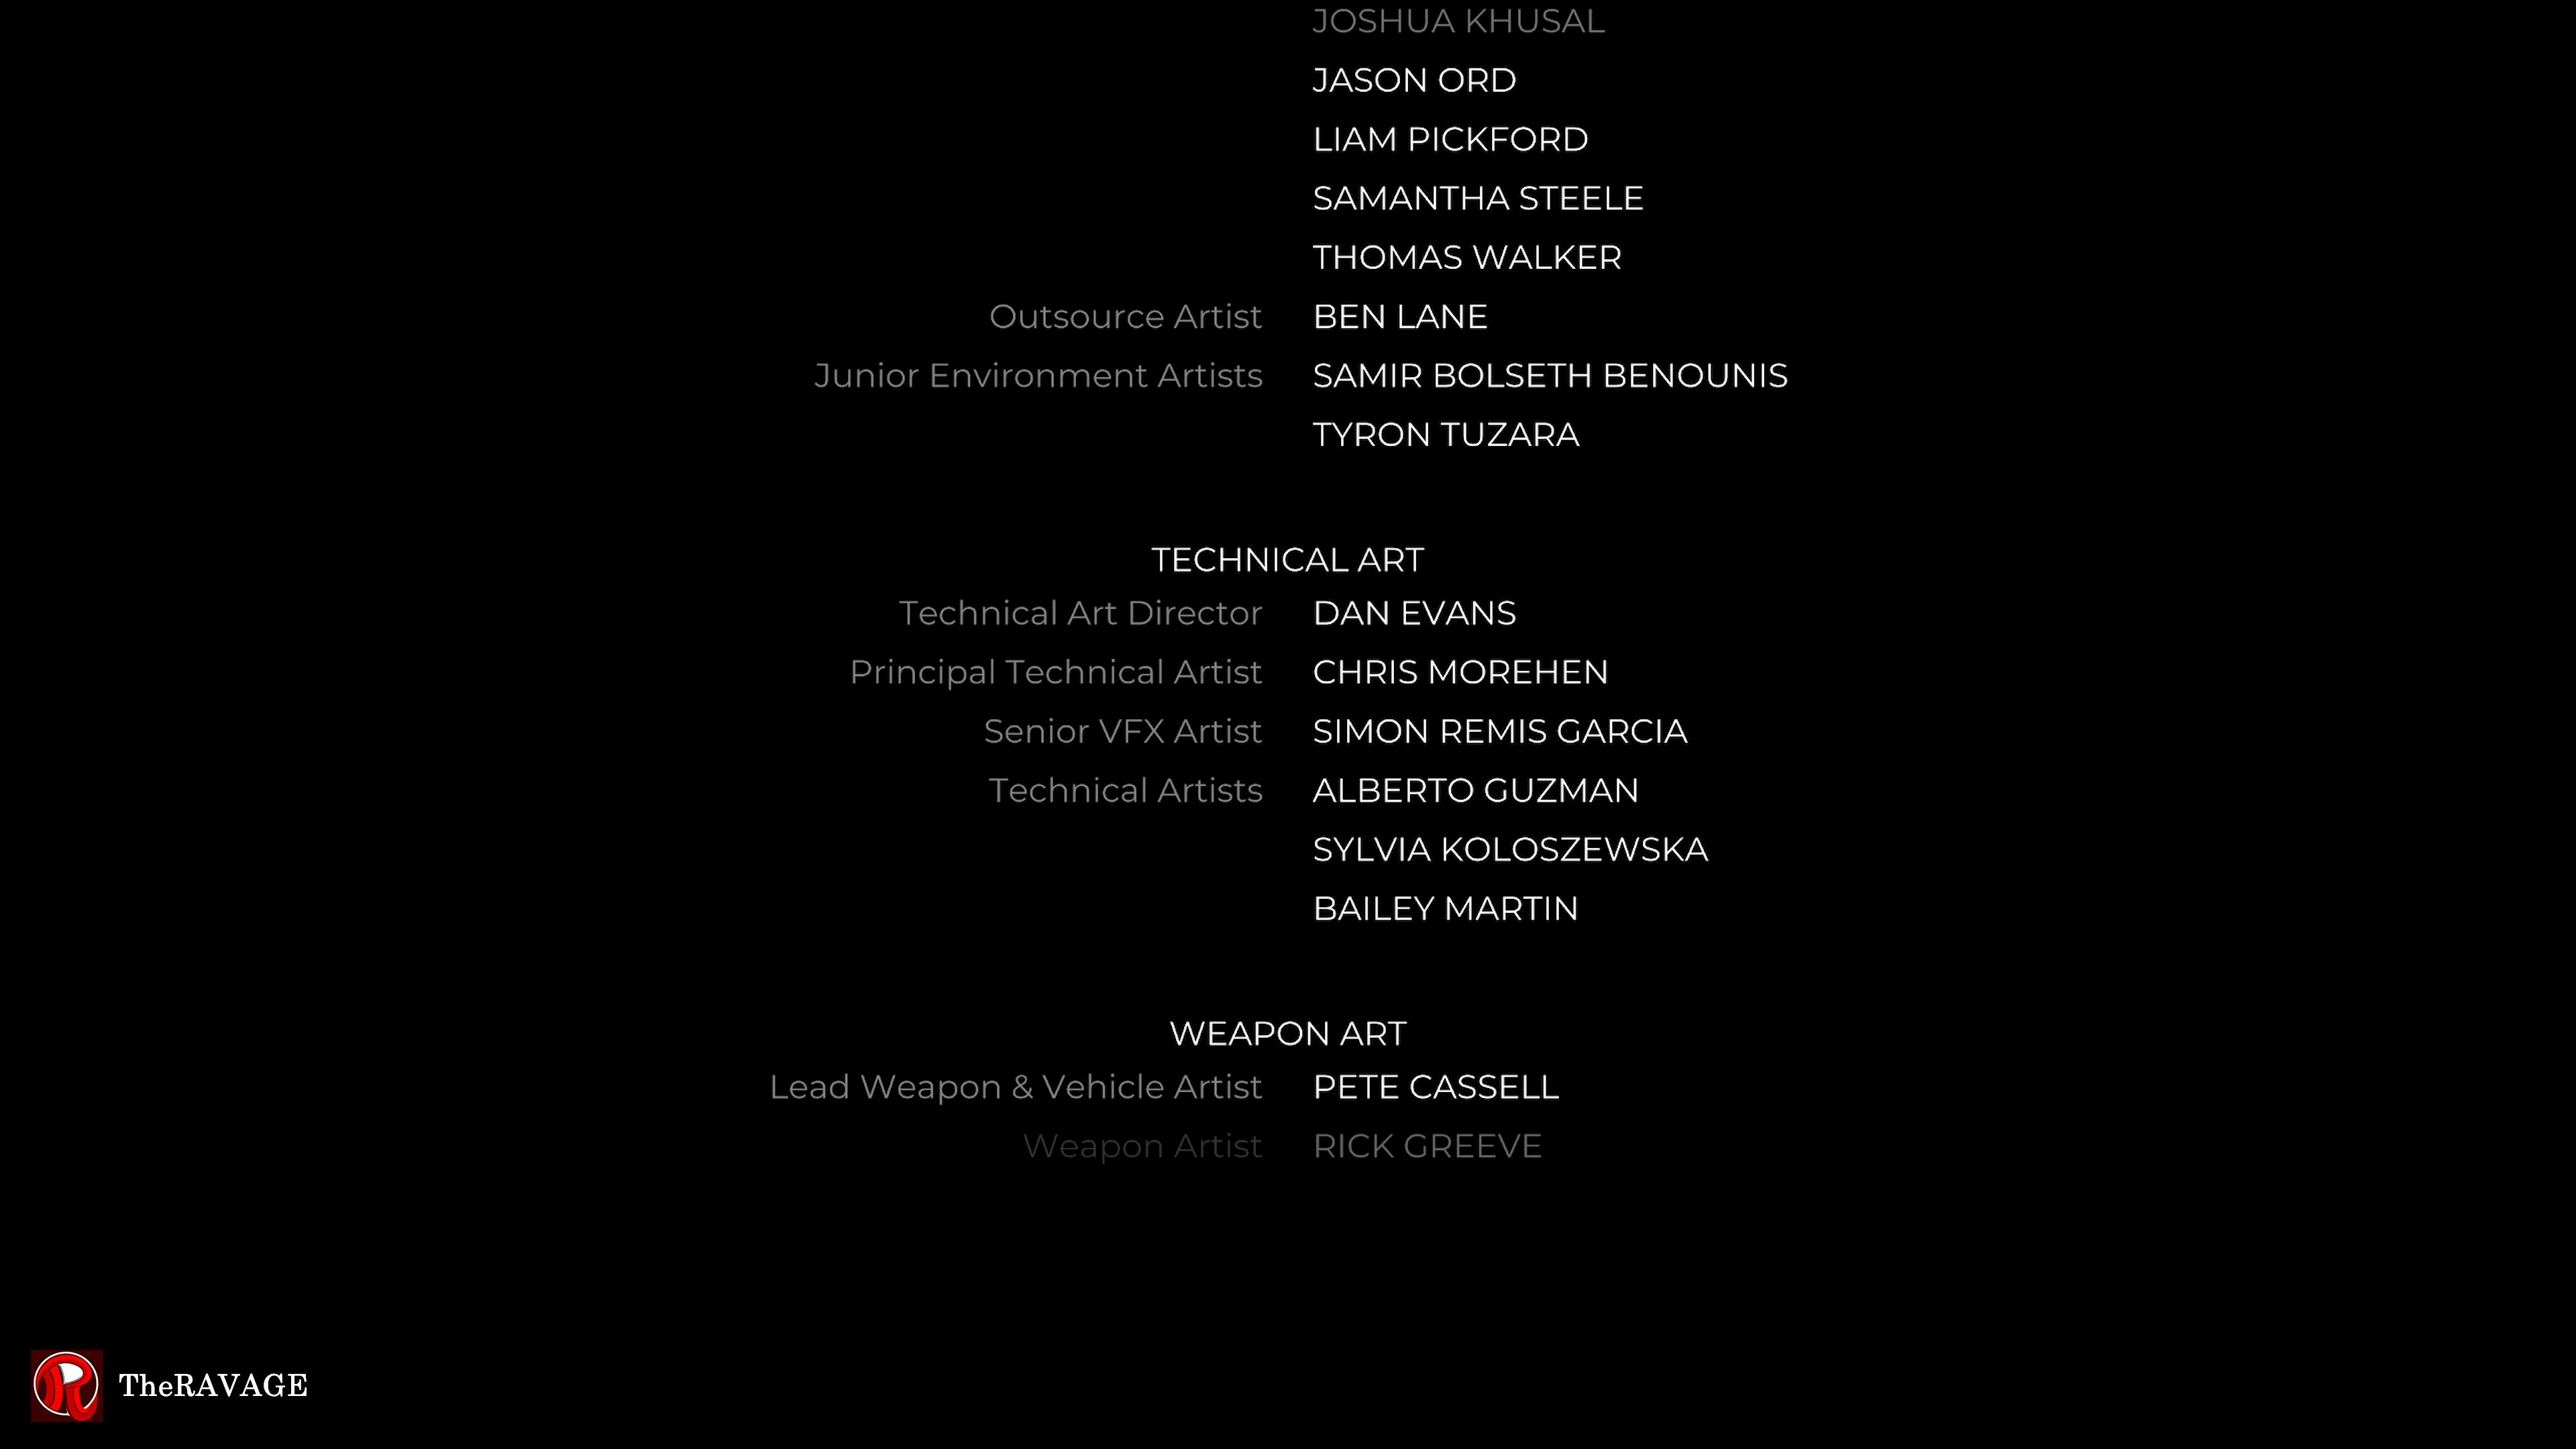 JOSHUA KHUSAL
JASON ORD
LIAM PICKFORD
SAMANTHA STEELE
THOMAS WALKER
Outsource Artist BEN LANE
Junior Environment Artists SAMIR BOLSETH BENOUNIS
TYRON TUZARA
TECHNICAL ART
Technical Art Director DAN EVANS
Principal Technical Artist CHRIS MOREHEN
Senior VFX Artist SIMON REMIS GARCIA
Technical Artists ALBERTO GUZMAN
SYLVIA KOLOSZEWSKA
BAILEY MARTIN
WEAPON ART
Lead Weapon & Vehicle Artist PETE CASSELL
Weapon Artist RICK GREEVE
R TheRAVAGE